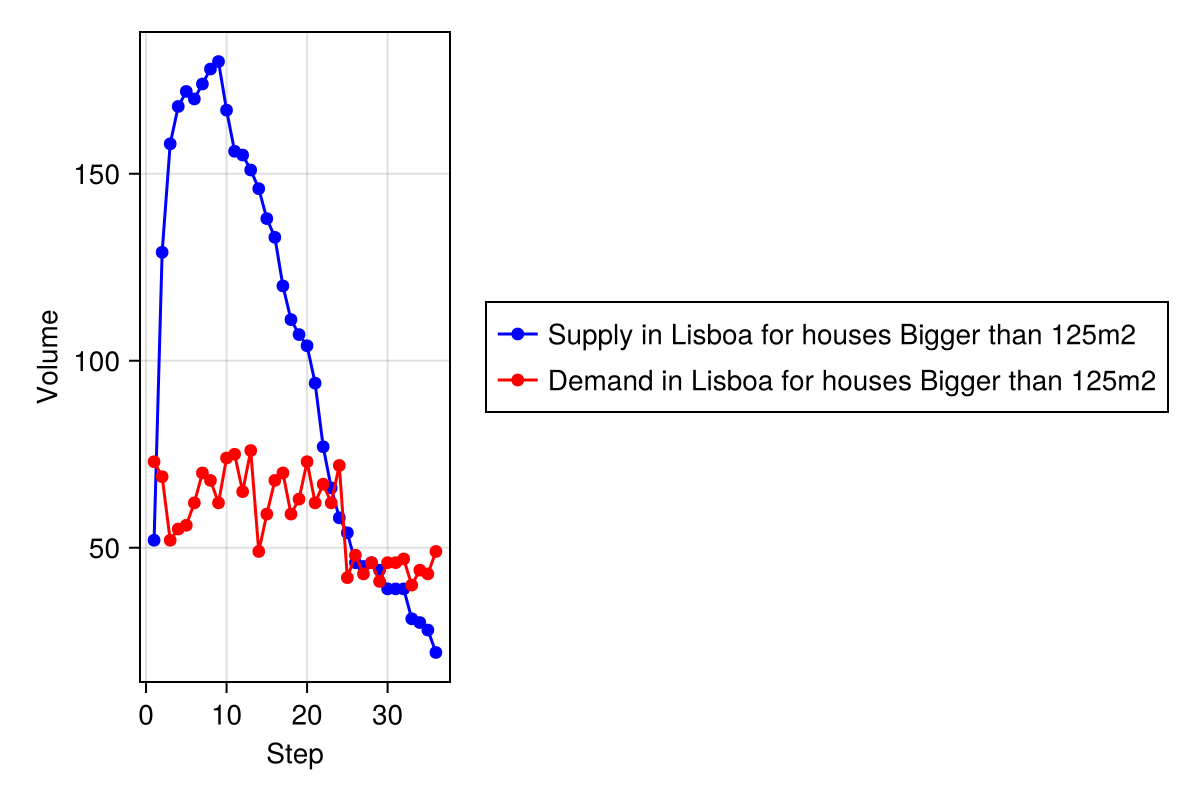 Volume
150
100
50
0 10 20 30
Step
Supply in Lisboa for houses Bigger than 125m2
Demand in Lisboa for houses Bigger than 125m2